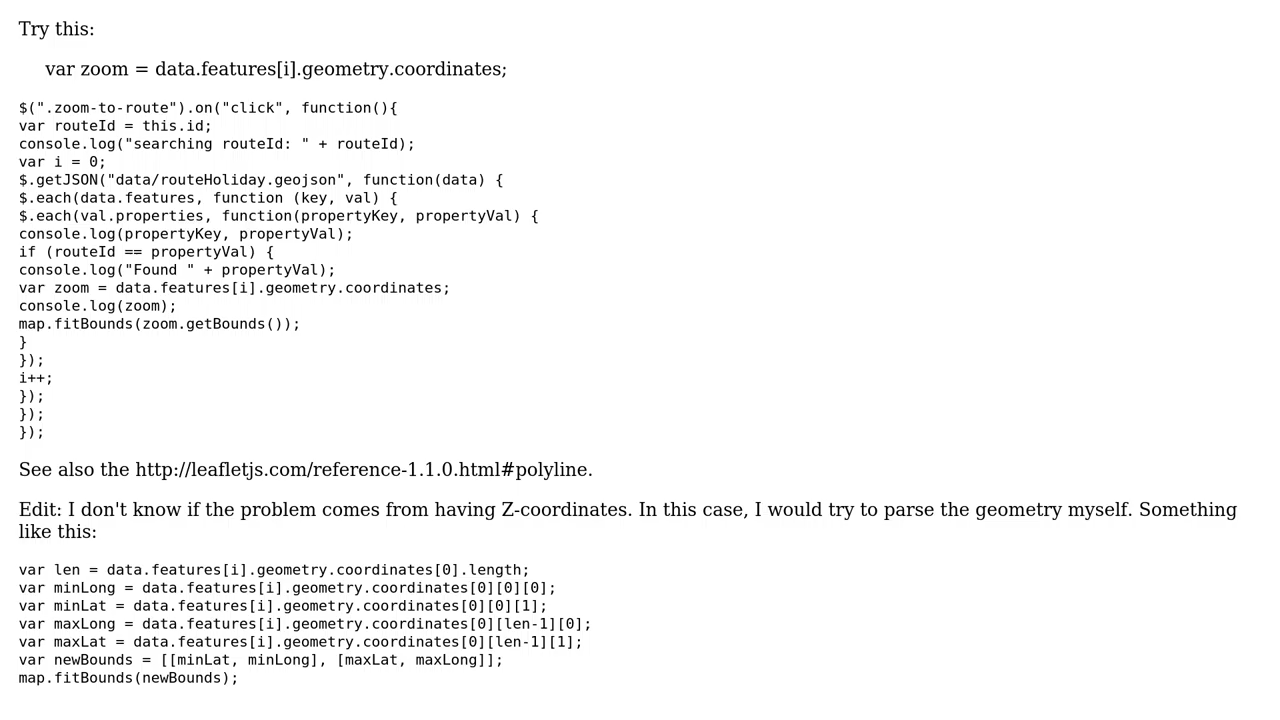 Try this:
var zoom = data.features[i].geometry.coordinates;
$(".zoom-to-route").on("click", function(){
var routeId = this.id;
console.log("searching routeId: " + routeId);
var i = 0;
$.getJSON("data/routeHoliday.geojson", function(data) {
$.each(data.features, function (key, val) {
$.each(val.properties, function(propertyKey, propertyVal) {
console.log(propertyKey, propertyVal);
if (routeId == propertyVal) {
console.log("Found " + propertyVal);
var zoom = data.features[i].geometry.coordinates;
console.log(zoom);
map.fitBounds(zoom.getBounds());
}
});
i++;
});
});
});
See also the http://leafletjs.com/reference-1.1.0.html#polyline.
Edit: I don't know if the problem comes from having Z-coordinates. In this case, I would try to parse the geometry myself. Something
like this:
var len = data.features[i].geometry.coordinates[0].length;
var minLong = data.features[i].geometry.coordinates[0][0][0];
var minLat = data.features[i].geometry.coordinates[0][0][1];
var maxLong = data.features[i].geometry.coordinates[0][len-1][0];
var maxLat = data.features[i].geometry.coordinates[0][len-1][1];
var newBounds = [[minLat, minLong], [maxLat, maxLong]];
map.fitBounds(newBounds);